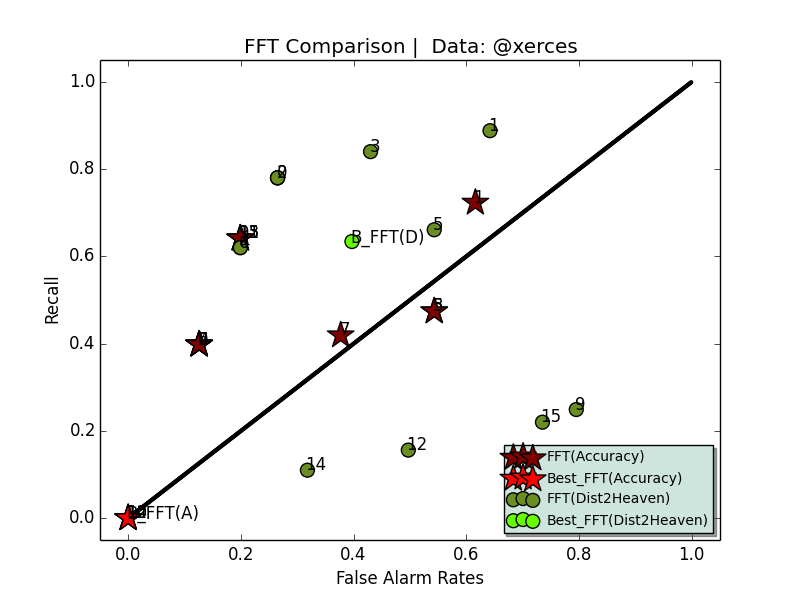 FFT Comparison |  Data: @xerces
1.0
0.8
0.6
0.4
0.2
0.0
Recall
1
3
1
5
B_FFT(D)
7
9
15
12
14
FFT(A)
FFT(Accuracy)
Best_FFT(Accuracy)
FFT(Dist2Heaven)
Best_FFT(Dist2Heaven)
0.0 0.2 0.4 0.6 0.8 1.0
False Alarm Rates